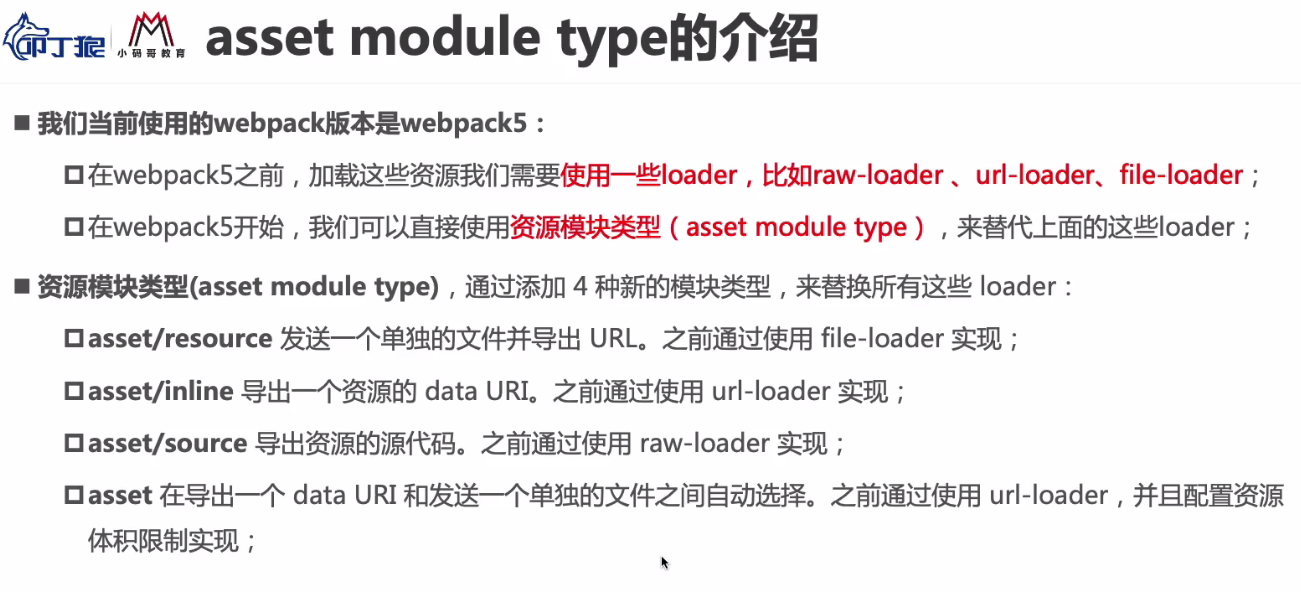 叩丁狼 小码哥教育 asset module type的介绍
我们当前使用的webpack版本是webpack5：
在webpack5之前，加载这些资源我们需要使用一些loader，比如raw-loader 、url-loader、file-loader；
在webpack5开始，我们可以直接使用资源模块类型（asset module type），来替代上面的这些loader；
资源模块类型(asset module type)，通过添加 4 种新的模块类型，来替换所有这些 loader：
asset/resource 发送一个单独的文件并导出 URL。之前通过使用 file-loader 实现；
asset/inline 导出一个资源的 data URI。之前通过使用 url-loader 实现；
asset/source 导出资源的源代码。之前通过使用 raw-loader 实现；
asset 在导出一个 data URI 和发送一个单独的文件之间自动选择。之前通过使用 url-loader，并且配置资源
体积限制实现；